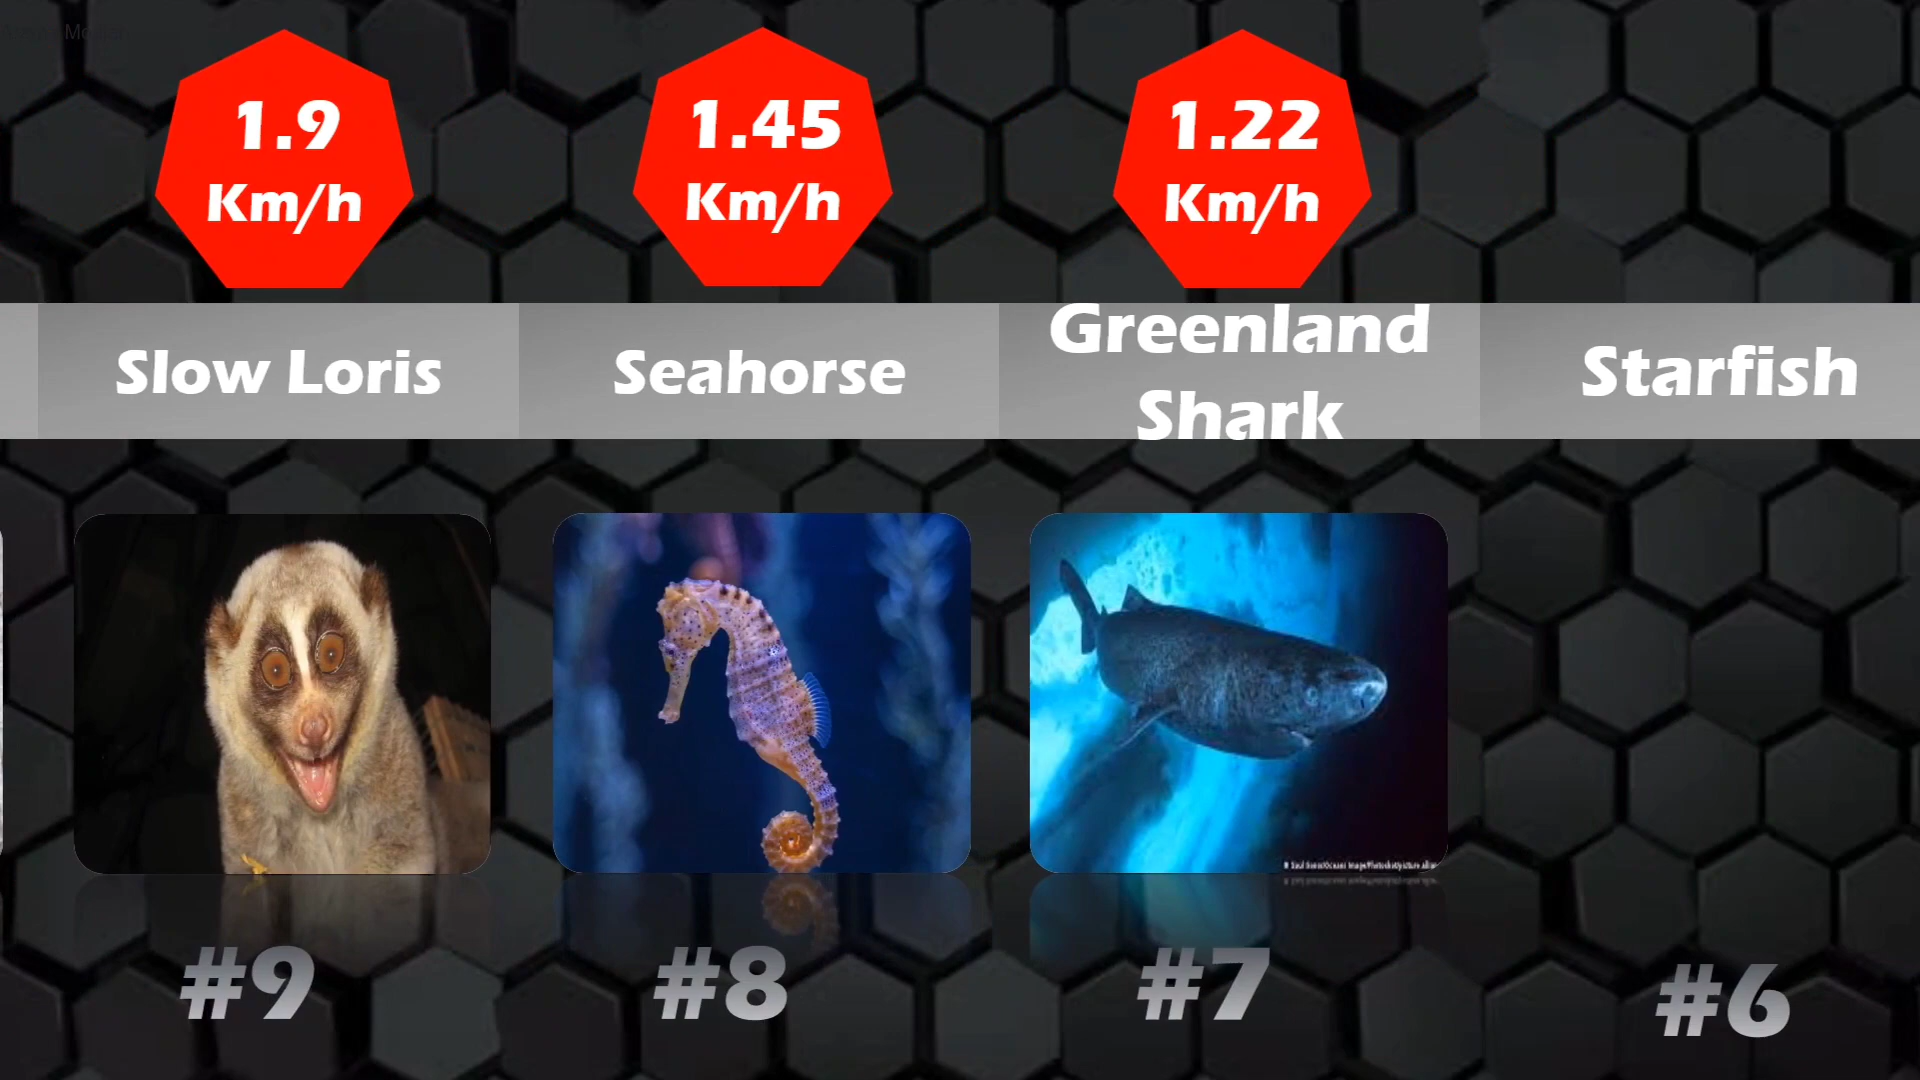 1.9
Km/h
1.45
Km/h
1.22
Km/h
Slow Loris
Seahorse
Greenland
Shark
Starfish
#9
#8
#7
#6